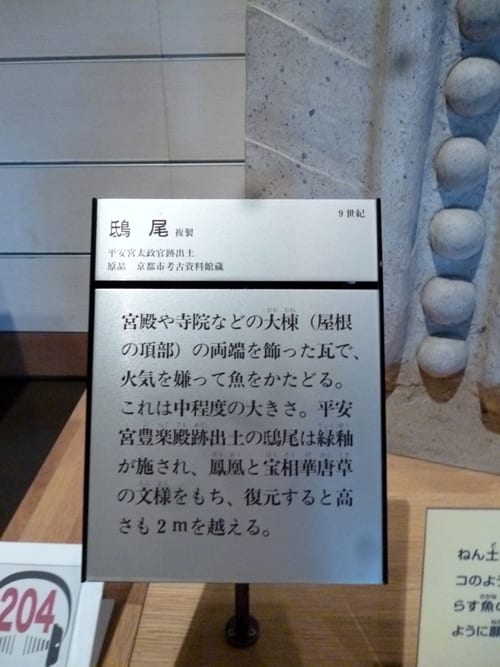 鴟尾 複製
9世紀
平安宮太政官跡出土
原品 京都市考古資料館蔵
宮殿や寺院などの大棟（屋根
の頂部）の両端を飾った瓦で、
火気を嫌って魚をかたどる。
これは中程度の大きさ。平安
宮豊楽殿跡出土の鴟尾は緑釉
が施され、鳳凰と宝相華唐草
の文様をもち、復元すると高
さも2mを越える。
204
ねん土
コのよう
らす魚の
ように願